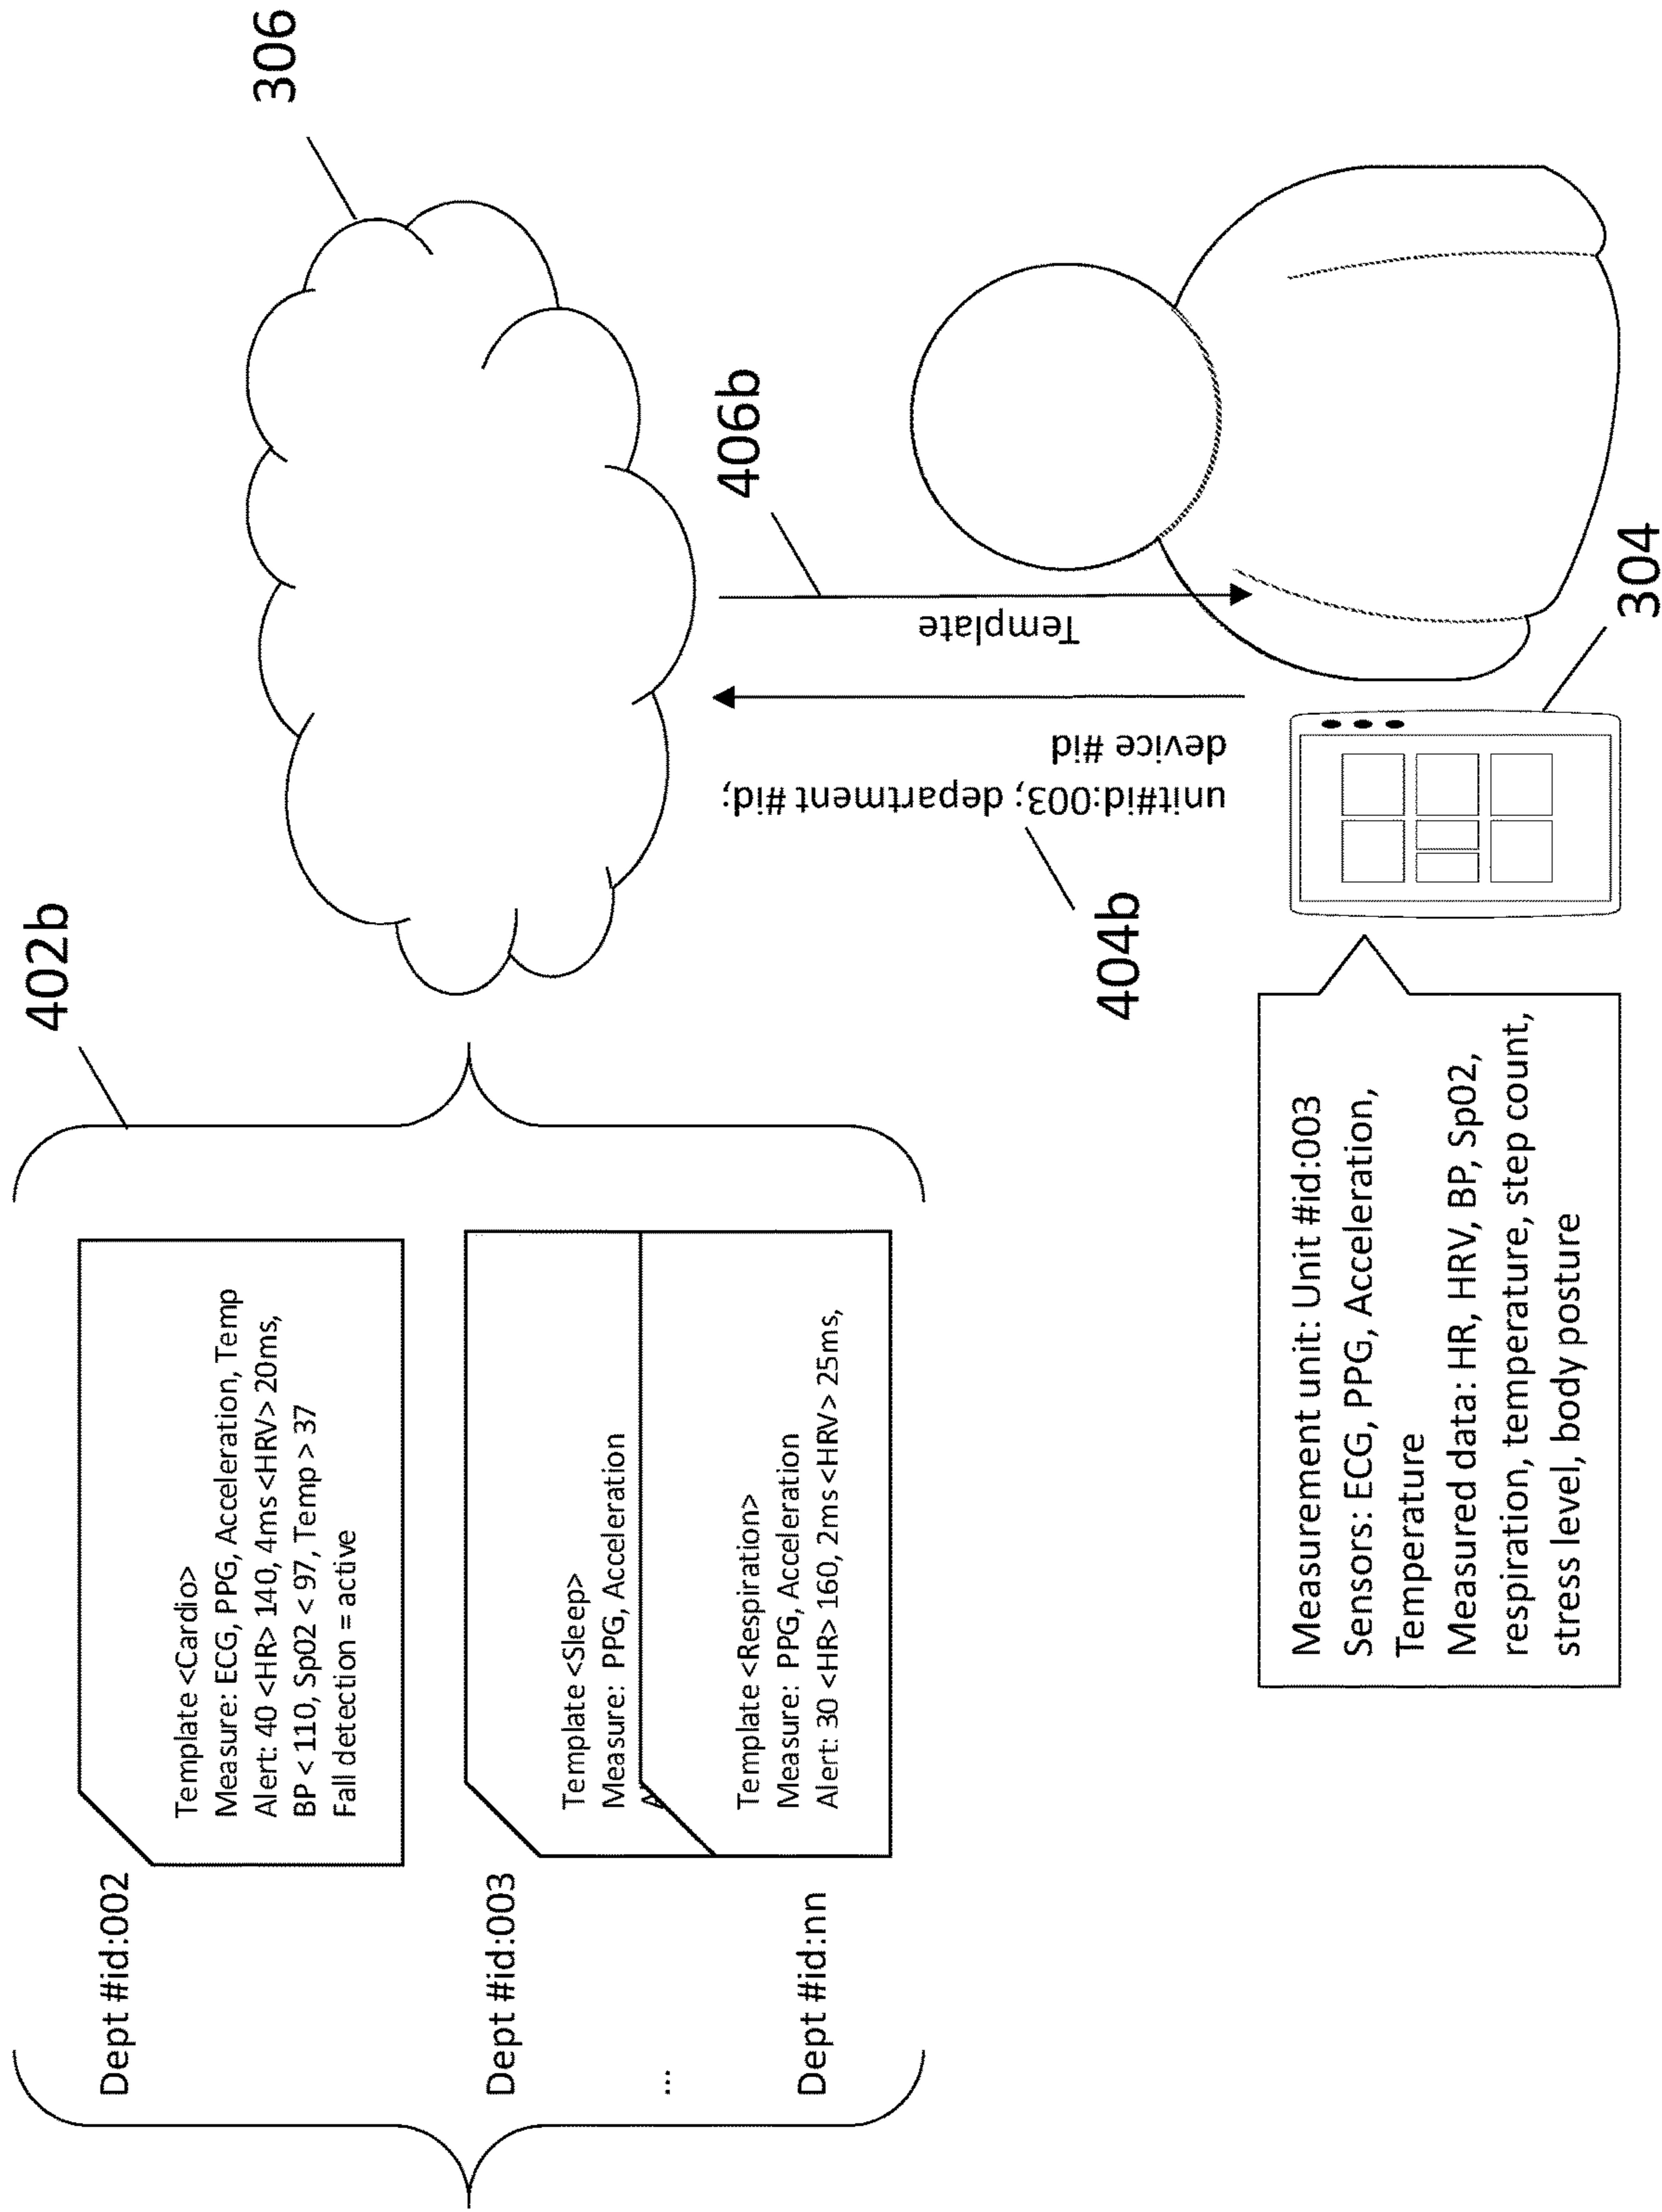 Dept #id:002
Template <Cardio>
Measure: ECG, PPG, Acceleration, Temp
Alert: 40 <HR> 140, 4ms <HRV> 20ms,
BP < 110, Sp02 < 97, Temp > 37
Fall detection = active
402b
306
Dept #id:003
Template <Sleep>
Measure: PPG, Acceleration
A
...
Dept #id:nn
Template <Respiration>
Measure: PPG, Acceleration
Alert: 30 <HR> 160, 2ms <HRV> 25ms,
406b
Template
unit#id:003; department #id;
device #id
404b
304
Measurement unit: Unit #id:003
Sensors: ECG, PPG, Acceleration,
Temperature
Measured data: HR, HRV, BP, Sp02,
respiration, temperature, step count,
stress level, body posture